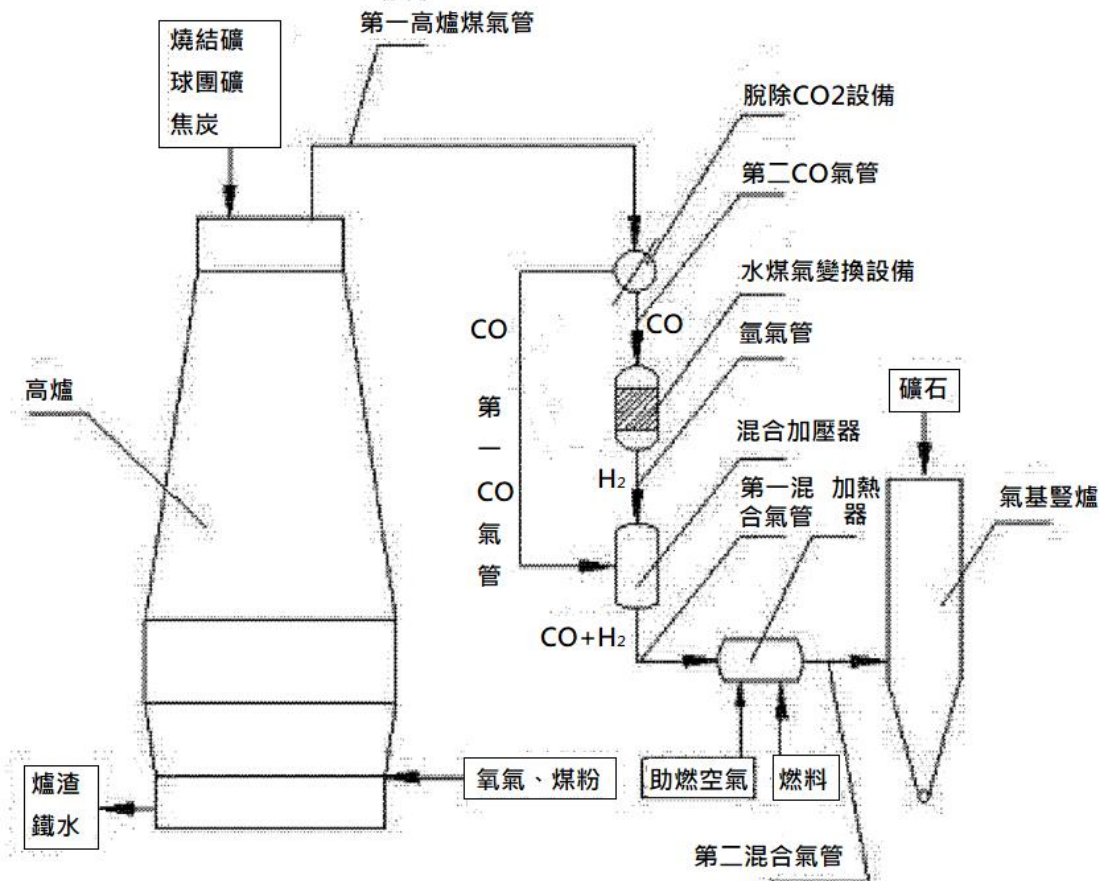 第一高爐煤氣管
燒結礦
球團礦
焦炭
脫除CO2設備
第二CO氣管
水煤氣變換設備
CO
CO
氫氣管
高爐
第一CO氣管
礦石
混合加壓器
H₂
第一混
合氣管
加熱
器
氣基豎爐
CO+H₂
爐渣
鐵水
氧氣、煤粉
助燃空氣
燃料
第二混合氣管